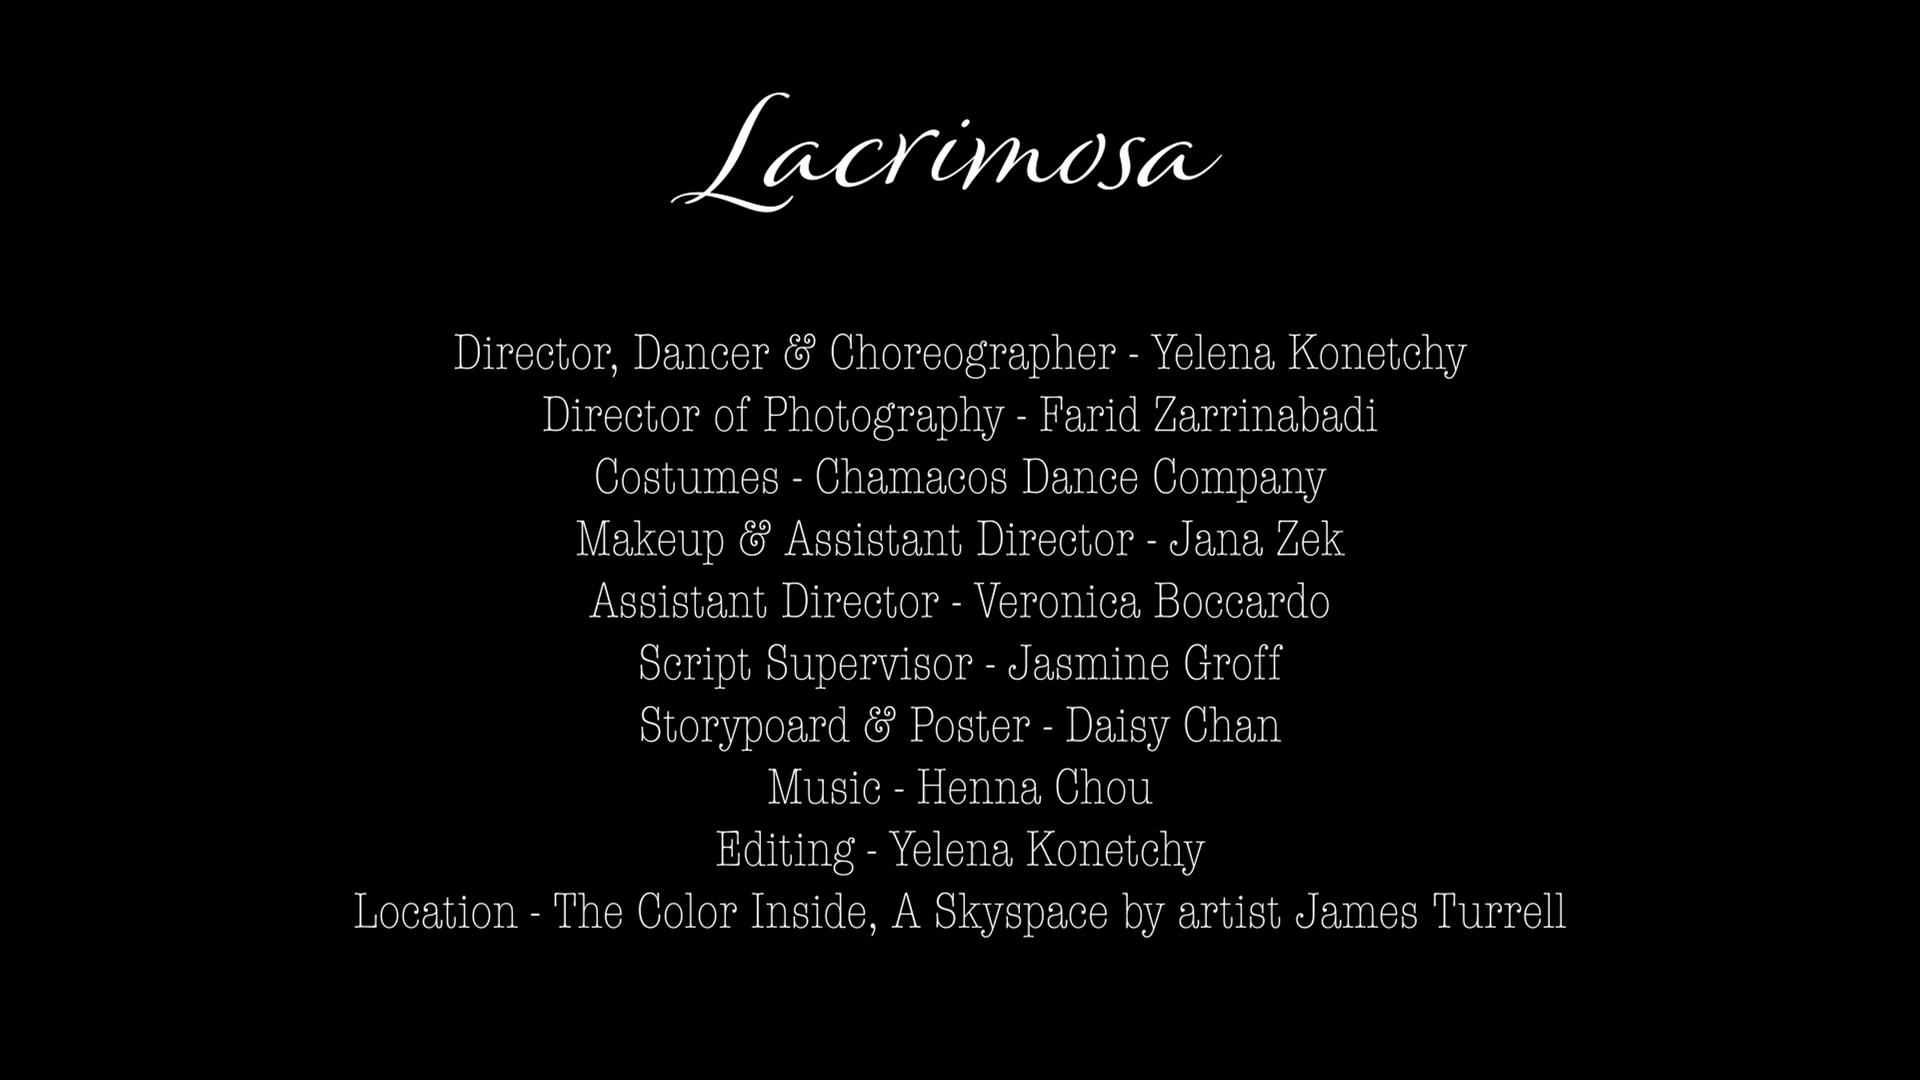 Lacrimosa
Director, Dancer & Choreographer - Yelena Konetchy
Director of Photography - Farid Zarrinabadi
Costumes - Chamacos Dance Company
Makeup & Assistant Director - Jana Zek
Assistant Director - Veronica Boccardo
Script Supervisor - Jasmine Groff
Storypoard & Poster - Daisy Chan
Music - Henna Chou
Editing - Yelena Konetchy
Location - The Color Inside, A Skyspace by artist James Turrell